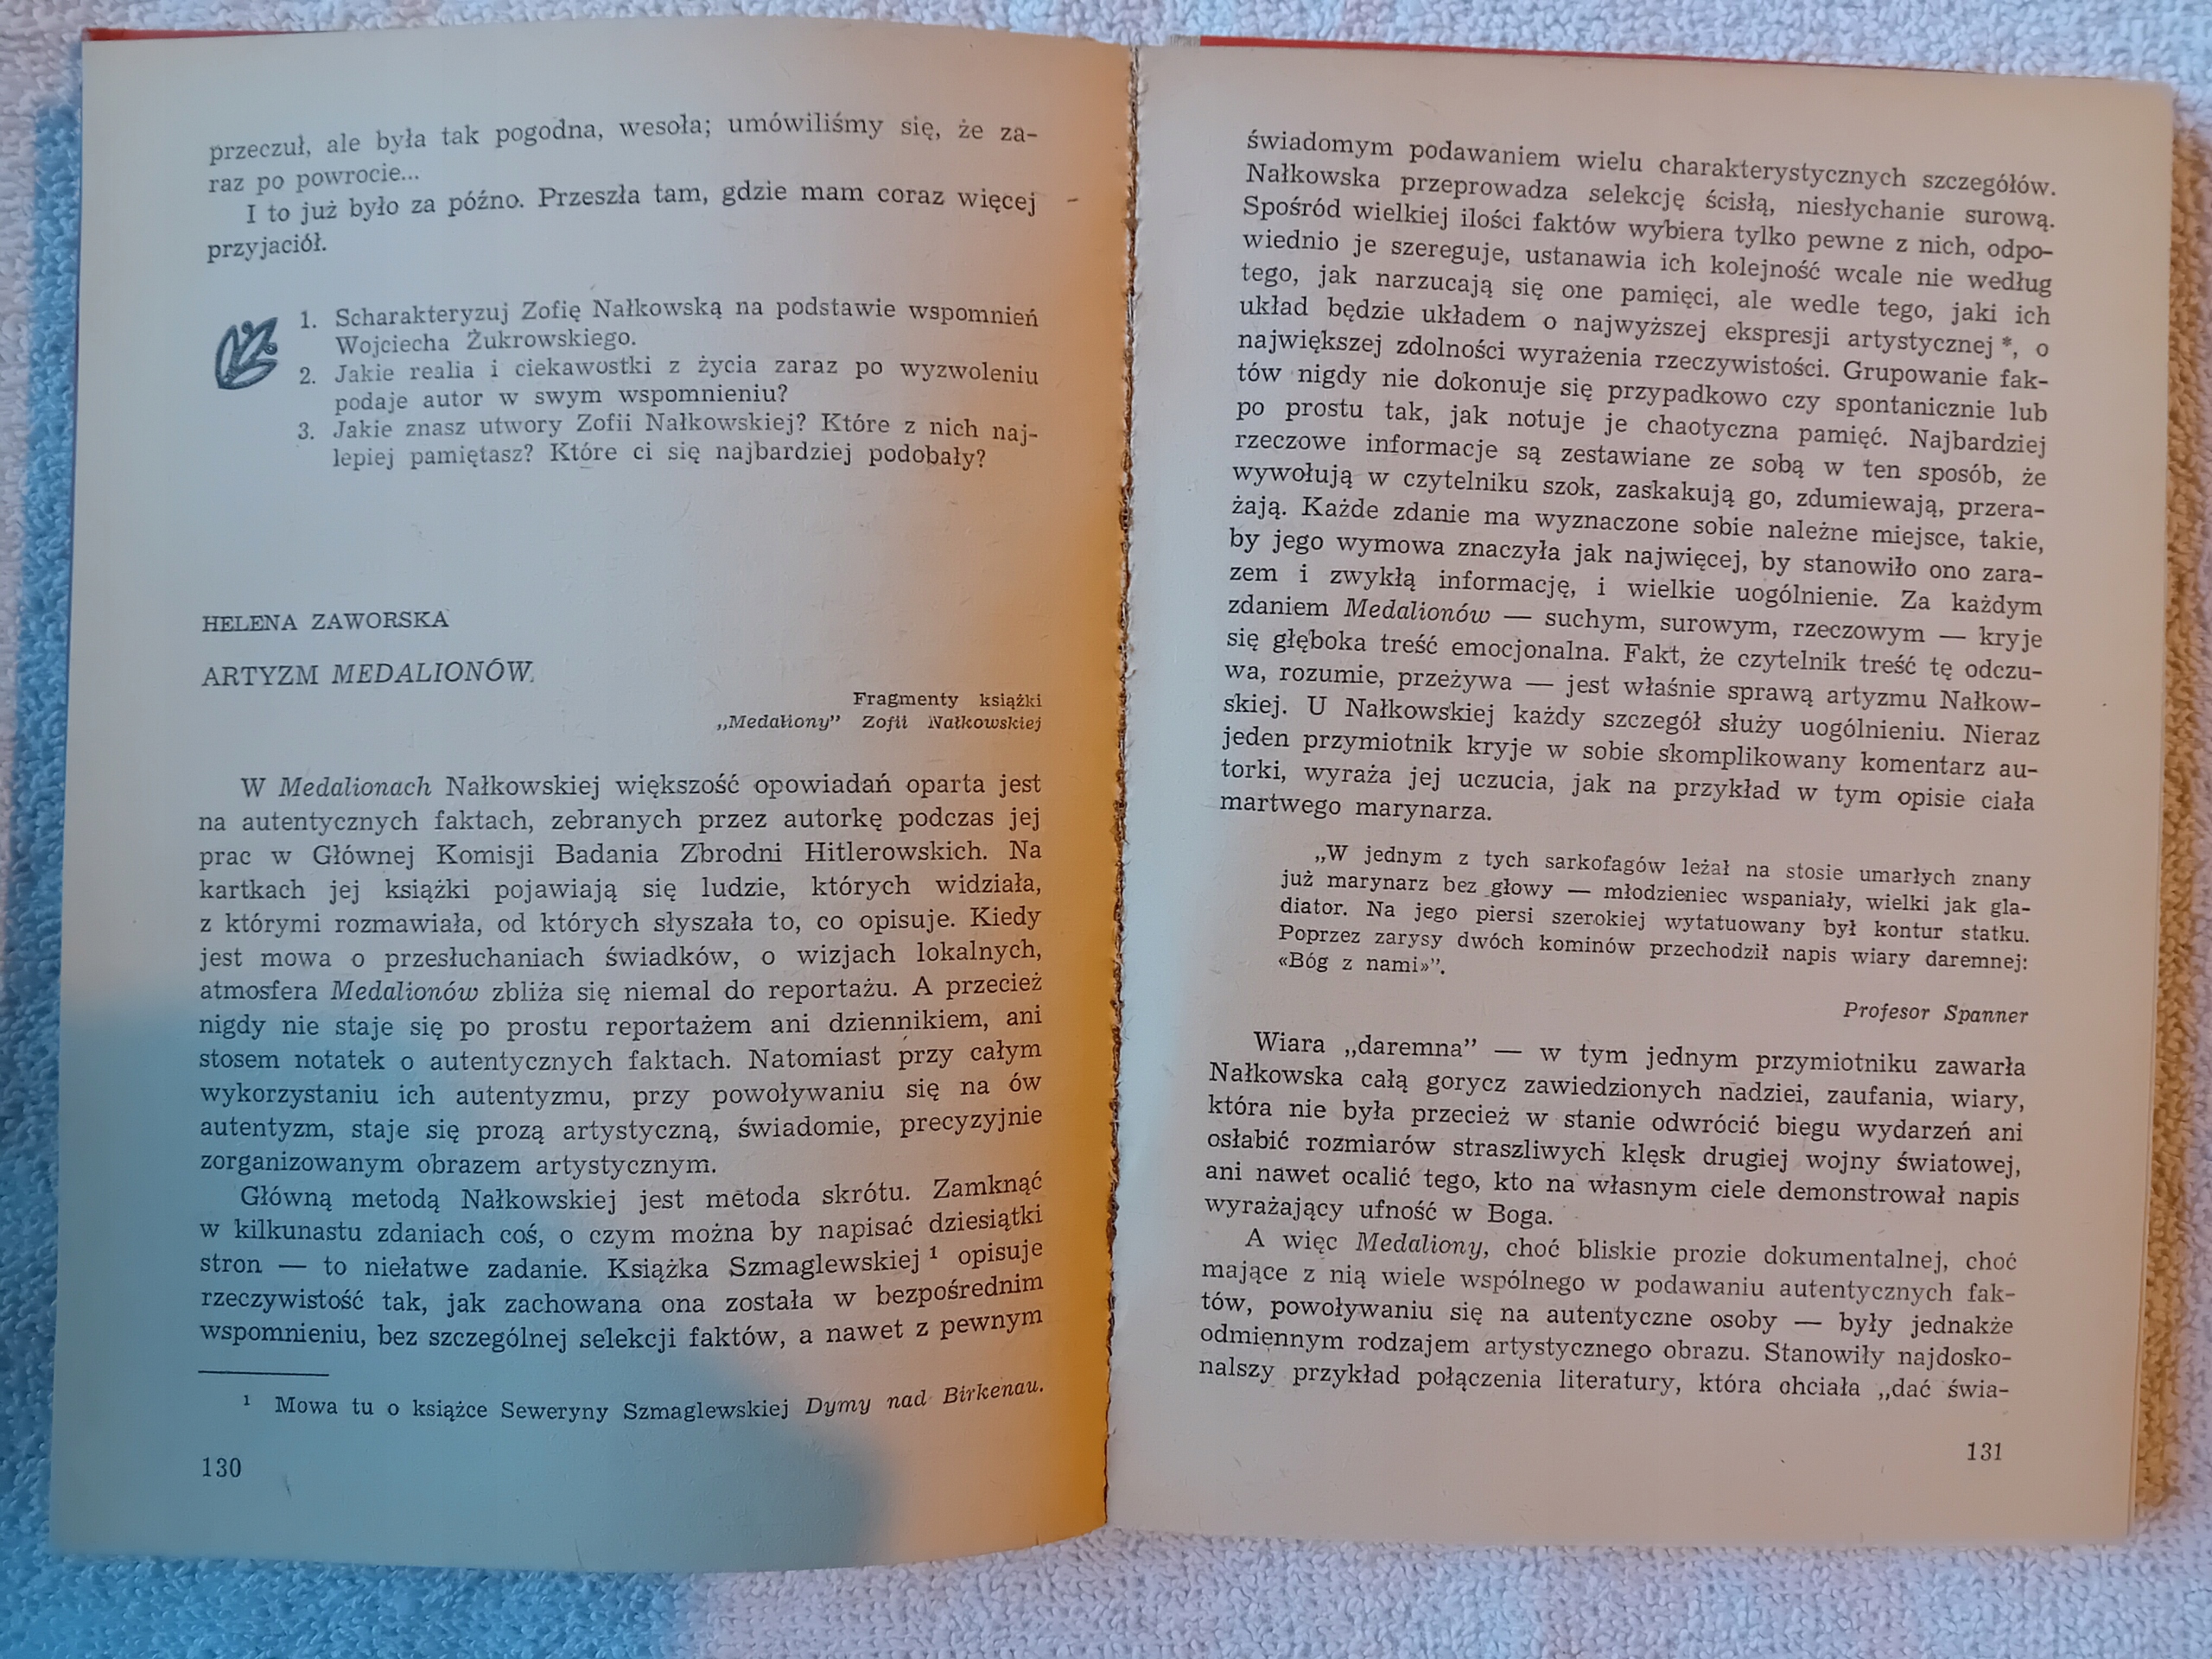 przeczuł, ale była tak pogodna, wesoła; umówiliśmy się, że za-
raz po powrocie...
I to już było za późno. Przeszła tam, gdzie mam coraz więcej
przyjaciół.
1. Scharakteryzuj Zofię Nałkowską na podstawie wspomnień
Wojciecha Żukrowskiego.
2. Jakie realia i ciekawostki z życia zaraz po wyzwoleniu
podaje autor w swym wspomnieniu?
3. Jakie znasz utwory Zofii Nałkowskiej? Które z nich naj-
lepiej pamiętasz? Które ci się najbardziej podobały?
HELENA ZAWORSKA
ARTYZM MEDALIONÓW
Fragmenty książki
„Medaliony” Zofii Nałkowskiej
W Medalionach Nałkowskiej większość opowiadań oparta jest
na autentycznych faktach, zebranych przez autorkę podczas jej
prac w Głównej Komisji Badania Zbrodni Hitlerowskich. Na
kartkach jej książki pojawiają się ludzie, których widziała,
z którymi rozmawiała, od których słyszała to, co opisuje. Kiedy
jest mowa o przesłuchaniach świadków, o wizjach lokalnych,
atmosfera Medalionów zbliża się niemal do reportażu. A przecież
nigdy nie staje się po prostu reportażem ani dziennikiem, ani
stosem notatek o autentycznych faktach. Natomiast przy całym
wykorzystaniu ich autentyzmu, przy powoływaniu się na ów
autentyzm, staje się prozą artystyczną, świadomie, precyzyjnie
zorganizowanym obrazem artystycznym.
Główną metodą Nałkowskiej jest metoda skrótu. Zamknąć
w kilkunastu zdaniach coś, o czym można by napisać dziesiątki
stron — to niełatwe zadanie. Książka Szmaglewskiej ¹ opisuje
rzeczywistość tak, jak zachowana ona została w bezpośrednim
wspomnieniu, bez szczególnej selekcji faktów, a nawet z pewnym
¹ Mowa tu o książce Seweryny Szmaglewskiej Dymy nad Birkenau.
130
świadomym podawaniem wielu charakterystycznych szczegółów.
Nałkowska przeprowadza selekcję ścisłą, niesłychanie surową.
Spośród wielkiej ilości faktów wybiera tylko pewne z nich, odpo-
wiednio je szereguje, ustanawia ich kolejność wcale nie według
tego, jak narzucają się one pamięci, ale wedle tego, jaki ich
układ będzie układem o najwyższej ekspresji artystycznej *, o
największej zdolności wyrażenia rzeczywistości. Grupowanie fak-
tów nigdy nie dokonuje się przypadkowo czy spontanicznie lub
po prostu tak, jak notuje je chaotyczna pamięć. Najbardziej
rzeczowe informacje są zestawiane ze sobą w ten sposób, że
wywołują w czytelniku szok, zaskakują go, zdumiewają, przera-
żają. Każde zdanie ma wyznaczone sobie należne miejsce, takie,
by jego wymowa znaczyła jak najwięcej, by stanowiło ono zara-
zem i zwykłą informację, i wielkie uogólnienie. Za każdym
zdaniem Medalionów — suchym, surowym, rzeczowym — kryje
się głęboka treść emocjonalna. Fakt, że czytelnik treść tę odczu-
wa, rozumie, przeżywa — jest właśnie sprawą artyzmu Nałkow-
skiej. U Nałkowskiej każdy szczegół służy uogólnieniu. Nieraz
jeden przymiotnik kryje w sobie skomplikowany komentarz au-
torki, wyraża jej uczucia, jak na przykład w tym opisie ciała
martwego marynarza.
„W jednym z tych sarkofagów leżał na stosie umarłych znany
już marynarz bez głowy — młodzieniec wspaniały, wielki jak gla-
diator. Na jego piersi szerokiej wytatuowany był kontur statku.
Poprzez zarysy dwóch kominów przechodził napis wiary daremnej:
«Bóg z nami»”.
Profesor Spanner
Wiara „daremna” — w tym jednym przymiotniku zawarła
Nałkowska całą gorycz zawiedzionych nadziei, zaufania, wiary,
która nie była przecież w stanie odwrócić biegu wydarzeń ani
osłabić rozmiarów straszliwych klęsk drugiej wojny światowej,
ani nawet ocalić tego, kto na własnym ciele demonstrował napis
wyrażający ufność w Boga.
A więc Medaliony, choć bliskie prozie dokumentalnej, choć
mające z nią wiele wspólnego w podawaniu autentycznych fak-
tów, powoływaniu się na autentyczne osoby — były jednakże
odmiennym rodzajem artystycznego obrazu. Stanowiły najdosko-
nalszy przykład połączenia literatury, która chciała „dać świa-
131